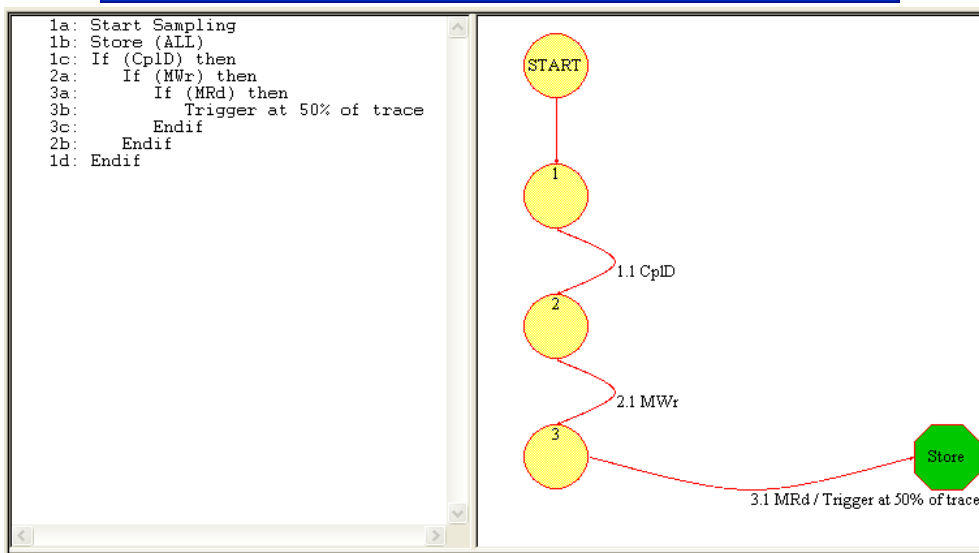 1a: Start Sampling
1b: Store (ALL)
1c: If (CplD) then
2a:    If (MWr) then
3a:       If (MRd) then
3b:          Trigger at 50% of trace
3c:       Endif
2b:    Endif
1d: Endif
START
1
1.1 CplD
2
2.1 MWr
3
Store
3.1 MRd / Trigger at 50% of trace